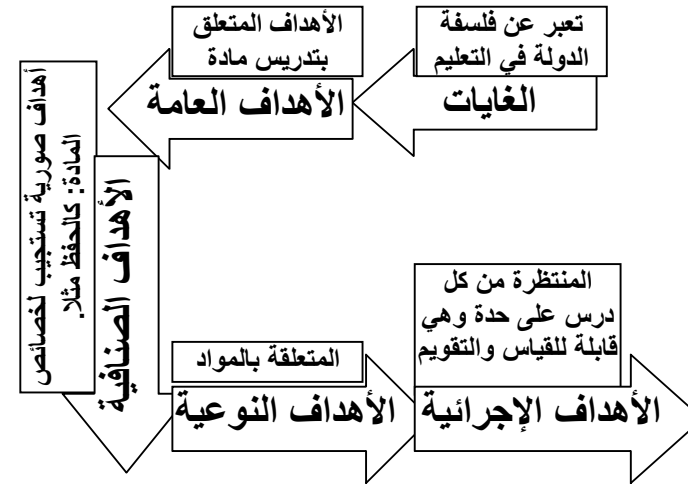 تعبر عن فلسفة
الدولة في التعليم
الغايات
الأهداف المتعلق
بتدريس مادة
الأهداف العامة
أهداف صورية تستجيب لخصائص
المادة: كالحفظ مثلا.
الأهداف الصنافية
المتعلقة بالمواد
الأهداف النوعية
المنتظرة من كل
درس على حدة وهي
قابلة للقياس والتقويم
الأهداف الإجرائية